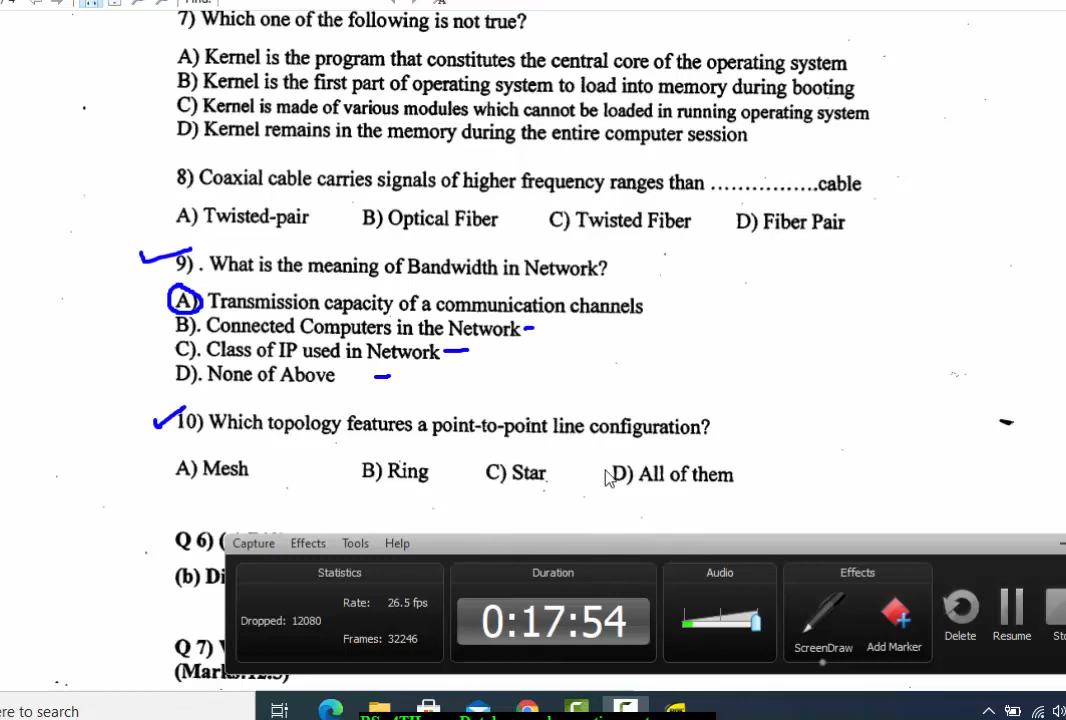 7) Which one of the following is not true?
A) Kernel is the program that constitutes the central core of the operating system
B) Kernel is the first part of operating system to load into memory during booting
C) Kernel is made of various modules which cannot be loaded in running operating system
D) Kernel remains in the memory during the entire computer session
8) Coaxial cable carries signals of higher frequency ranges than ……………..cable
A) Twisted-pair B) Optical Fiber C) Twisted Fiber D) Fiber Pair
9) . What is the meaning of Bandwidth in Network?
A) Transmission capacity of a communication channels
B). Connected Computers in the Network
C). Class of IP used in Network
D). None of Above
10) Which topology features a point-to-point line configuration?
A) Mesh B) Ring C) Star D) All of them
Q 6) (
Capture Effects Tools Help
(b) Di
Statistics Duration Audio Effects
Rate: 26.5 fps
Dropped: 12080
Frames: 32246
0:17:54
ScreenDraw Add Marker Delete Resume Sto
Q 7)
(Mark
ere to search